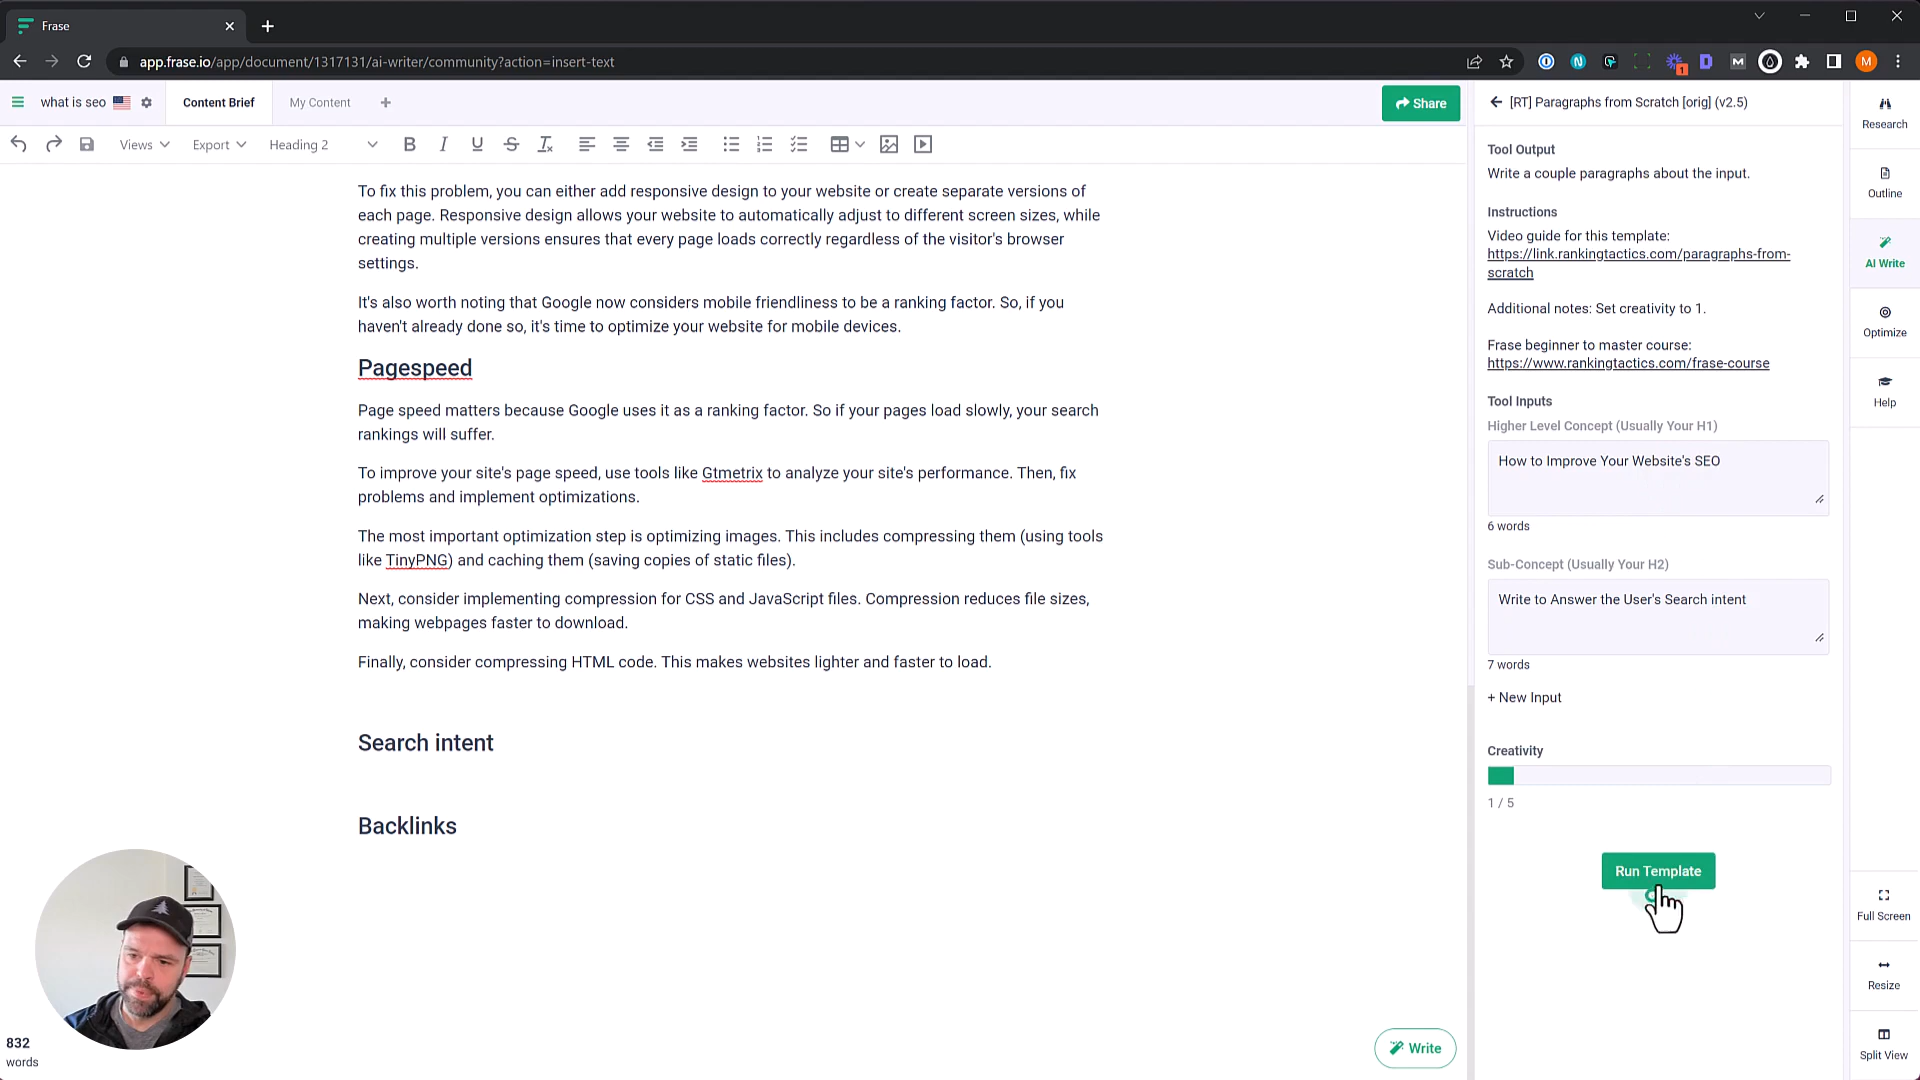 Frase
app.frase.io/app/document/1317131/ai-writer/community?action=insert-text
1
M
what is seo
Content Brief
My Content
Share
Views
Export
Heading 2
To fix this problem, you can either add responsive design to your website or create separate versions of
each page. Responsive design allows your website to automatically adjust to different screen sizes, while
creating multiple versions ensures that every page loads correctly regardless of the visitor's browser
settings.
It's also worth noting that Google now considers mobile friendliness to be a ranking factor. So, if you
haven't already done so, it's time to optimize your website for mobile devices.
Pagespeed
Page speed matters because Google uses it as a ranking factor. So if your pages load slowly, your search
rankings will suffer.
To improve your site's page speed, use tools like Gtmetrix to analyze your site's performance. Then, fix
problems and implement optimizations.
The most important optimization step is optimizing images. This includes compressing them (using tools
like TinyPNG) and caching them (saving copies of static files).
Next, consider implementing compression for CSS and JavaScript files. Compression reduces file sizes,
making webpages faster to download.
Finally, consider compressing HTML code. This makes websites lighter and faster to load.
Search intent
Backlinks
832
words
Write
[RT] Paragraphs from Scratch [orig] (v2.5)
Tool Output
Write a couple paragraphs about the input.
Instructions
Video guide for this template:
https://link.rankingtactics.com/paragraphs-from-
scratch
Additional notes: Set creativity to 1.
Frase beginner to master course:
https://www.rankingtactics.com/frase-course
Tool Inputs
Higher Level Concept (Usually Your H1)
How to Improve Your Website's SEO
6 words
Sub-Concept (Usually Your H2)
Write to Answer the User's Search intent
7 words
+ New Input
Creativity
1 / 5
Run Template
Research
Outline
AI Write
Optimize
Help
Full Screen
Resize
Split View